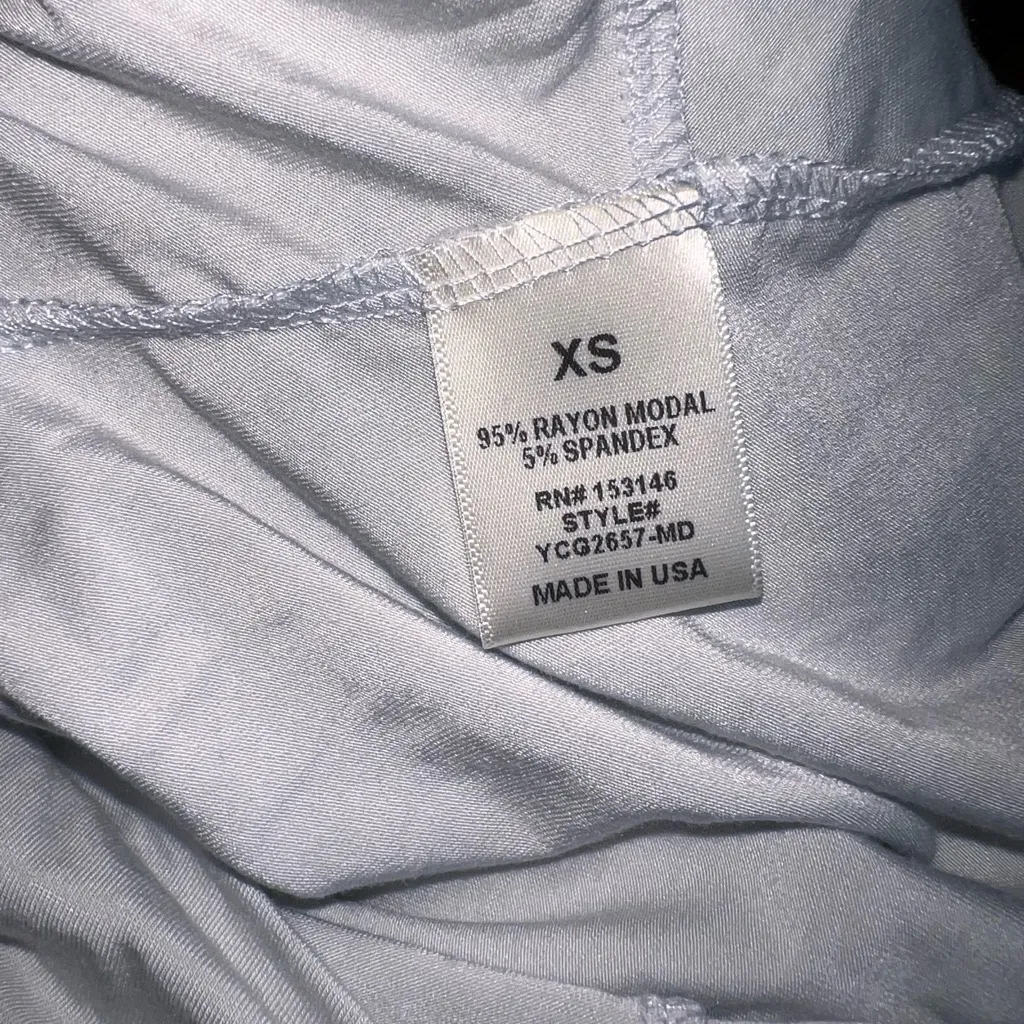 XS
95% RAYON MODAL
5% SPANDEX
RN# 153146
STYLE#
YCG2657-MD
MADE IN USA